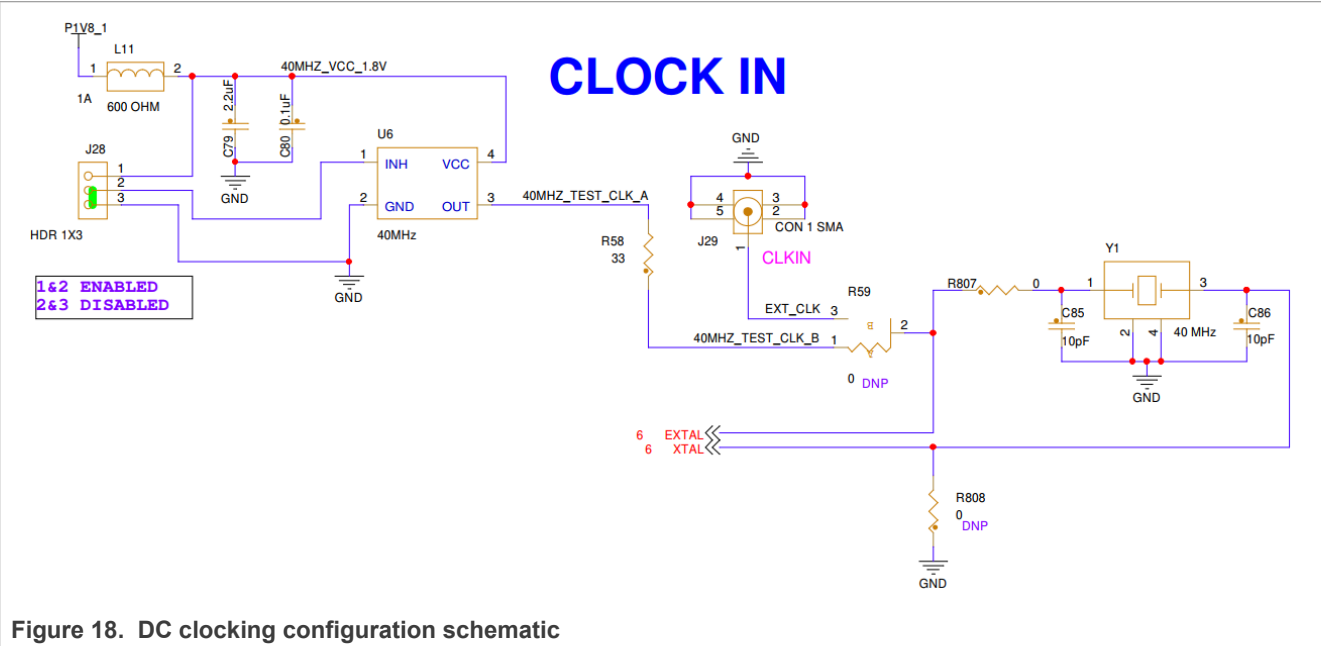 P1V8_1
L11
1
2
40MHZ_VCC_1.8V
CLOCK IN
1A
600 OHM
C79 2.2uF
C80 0.1uF
GND
J28
1
2
3
HDR 1X3
1&2 ENABLED
2&3 DISABLED
U6
1 INH VCC 4
2 GND OUT 3
40MHz
GND
40MHZ_TEST_CLK_A
R58
33
GND
4 3
5 2
CON 1 SMA
J29
1
CLKIN
EXT_CLK 3
R59
40MHZ_TEST_CLK_B 1
2
B
A
0 DNP
R807 0
Y1
1 3
2 4
40 MHz
C85
10pF
C86
10pF
GND
6 EXTAL
6 XTAL
R808
0
DNP
GND
Figure 18. DC clocking configuration schematic